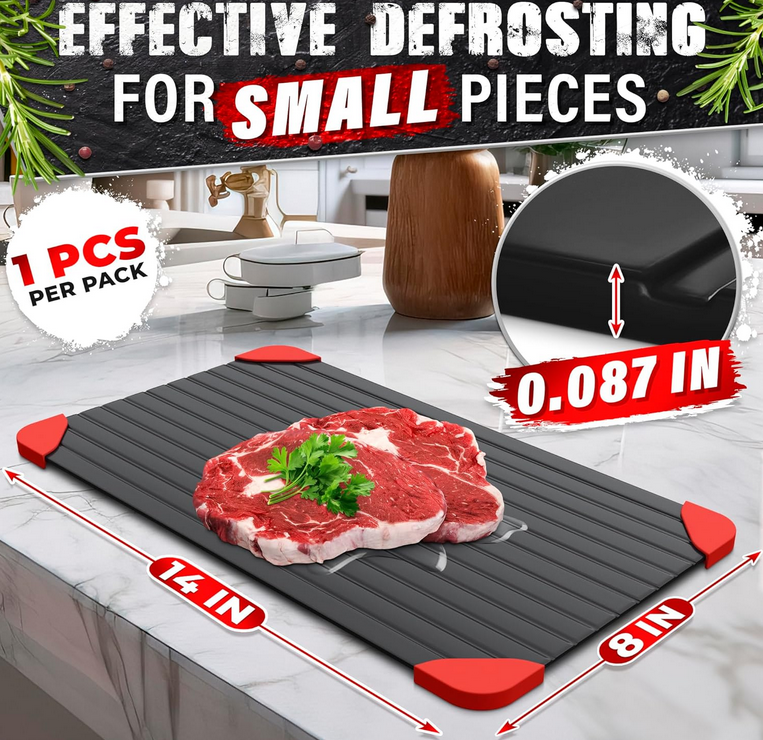 EFFECTIVE DEFROSTING
FOR SMALL PIECES
1 PCS
PER PACK
0.087 IN
14 IN
8 IN